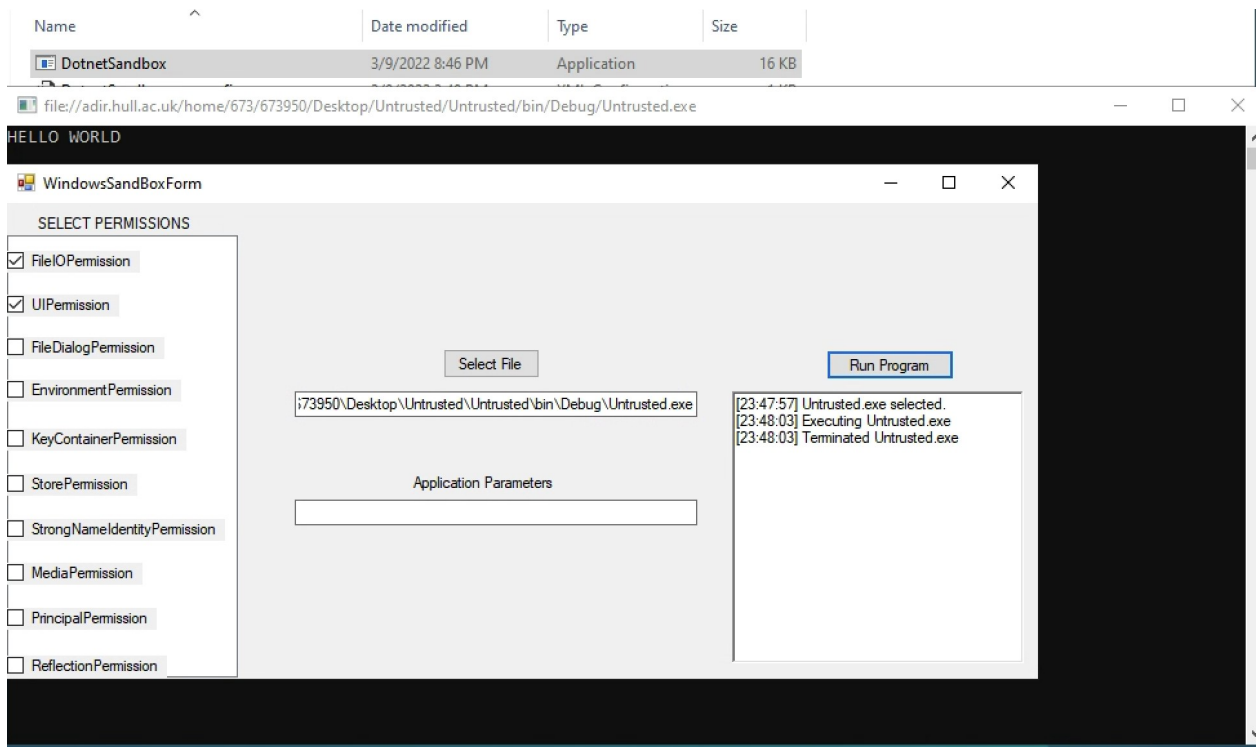 Name Date modified Type Size
DotnetSandbox 3/9/2022 8:46 PM Application 16 KB
file://adir.hull.ac.uk/home/673/673950/Desktop/Untrusted/Untrusted/bin/Debug/Untrusted.exe
HELLO WORLD
WindowsSandBoxForm
SELECT PERMISSIONS
FileIOPermission
UIPermission
FileDialogPermission
EnvironmentPermission
KeyContainerPermission
StorePermission
StrongNameIdentityPermission
MediaPermission
PrincipalPermission
ReflectionPermission
Select File
73950\Desktop\Untrusted\Untrusted\bin\Debug\Untrusted.exe
Application Parameters
Run Program
[23:47:57] Untrusted.exe selected.
[23:48:03] Executing Untrusted.exe
[23:48:03] Terminated Untrusted.exe